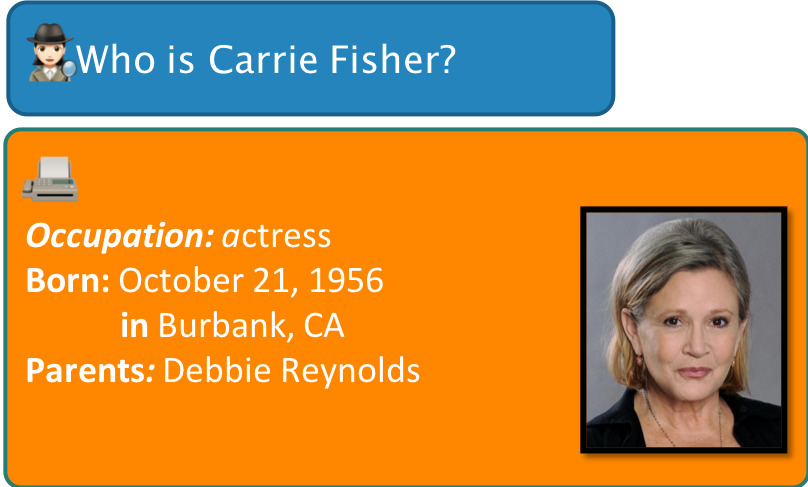 Who is Carrie Fisher?
Occupation: actress
Born: October 21, 1956
in Burbank, CA
Parents: Debbie Reynolds